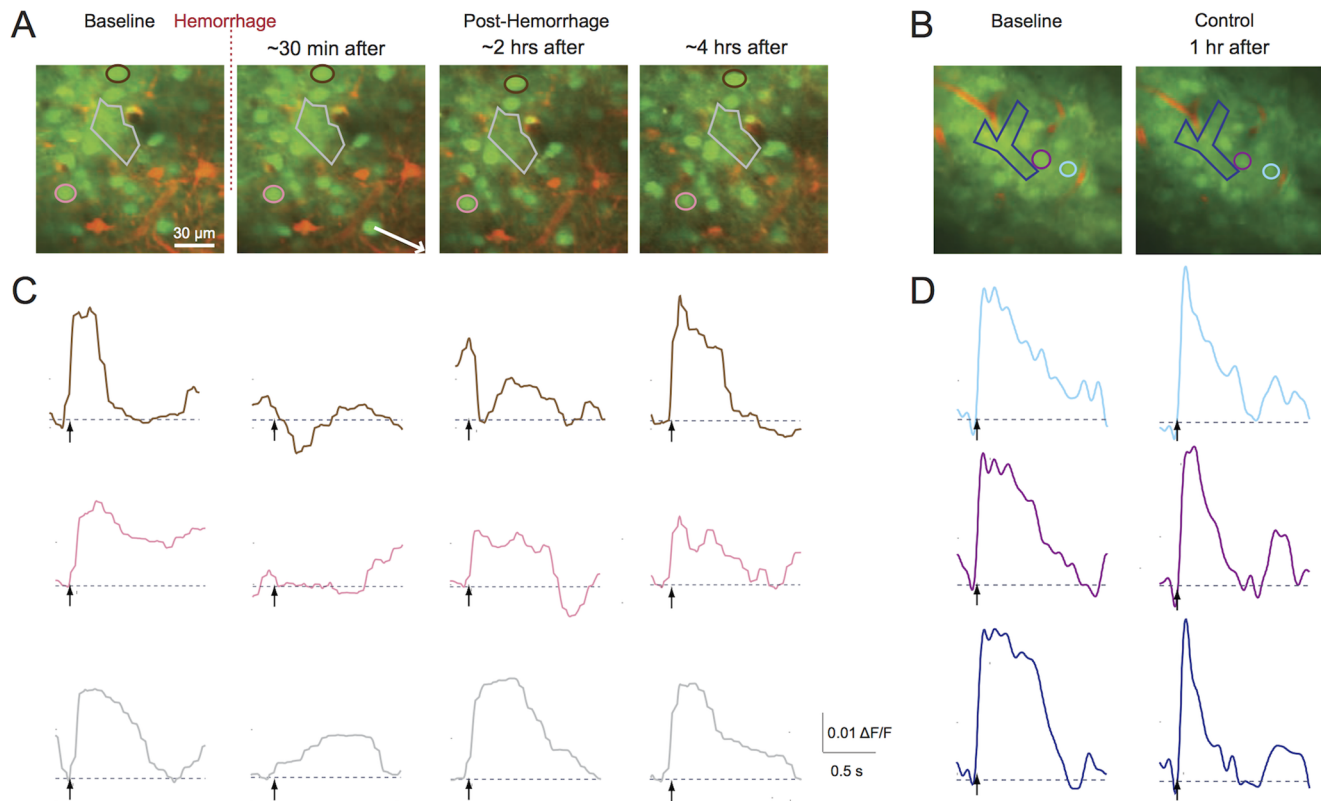 A
Baseline
Hemorrhage
Post-Hemorrhage
~30 min after
~2 hrs after
~4 hrs after
30 µm
B
Baseline
Control
1 hr after
C
0.01 ΔF/F
0.5 s
D